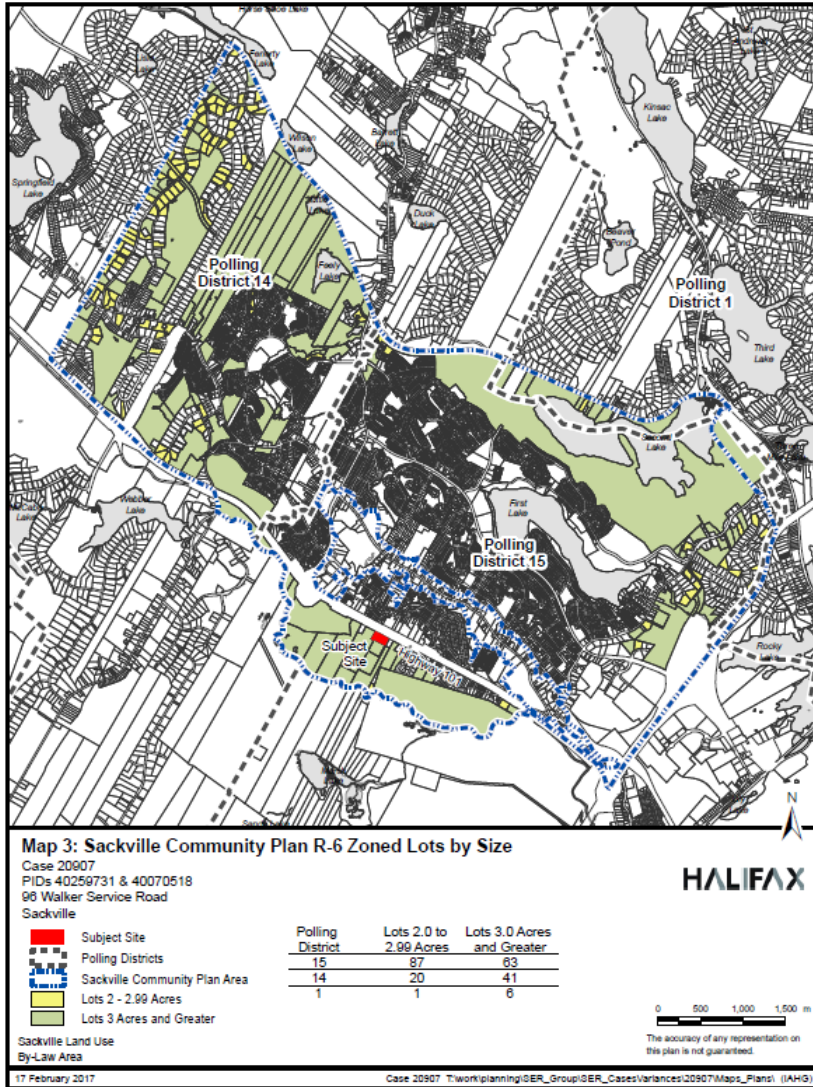 Fenerty
Lake
Kinsac
Lake
Wilson
Lake
Springfield
Lake
Duck
Lake
Beaver
Pond
Feely
Lake
Polling
District 14
Polling
District 1
Third
Lake
Second
Lake
Webber
Lake
First
Lake
Polling
District 15
Rocky
Lake
Subject
Site
Highway 101
N
Map 3: Sackville Community Plan R-6 Zoned Lots by Size
Case 20907
PIDs 40259731 & 40070518
96 Walker Service Road
Sackville
HALIFAX
Subject Site
Polling Districts
Sackville Community Plan Area
Lots 2 - 2.99 Acres
Lots 3 Acres and Greater
Polling District Lots 2.0 to 2.99 Acres Lots 3.0 Acres and Greater
15 87 63
14 20 41
1 1 6
0 500 1,000 1,500 m
The accuracy of any representation on
this plan is not guaranteed.
Sackville Land Use
By-Law Area
17 February 2017
Case 20907 T:\work\planning\SER_Group\SER_CasesVariances\20907\Maps_Plans\ (IAHG)